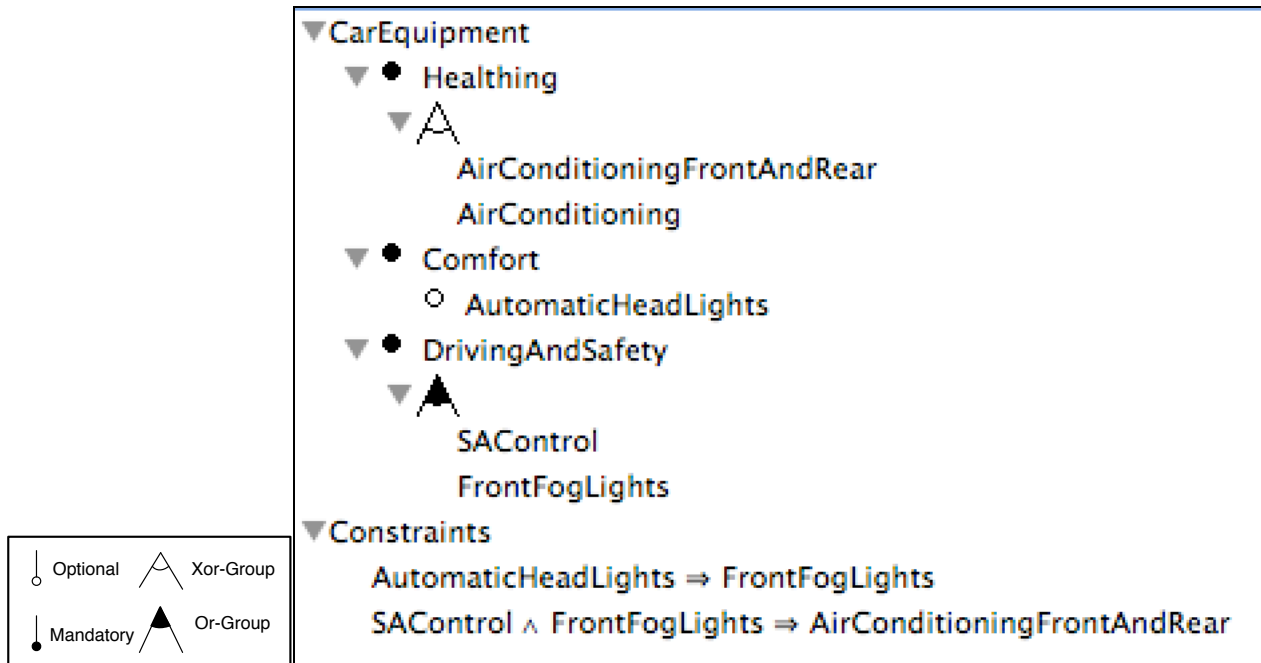 CarEquipment
Healthing
AirConditioningFrontAndRear
AirConditioning
Comfort
AutomaticHeadLights
DrivingAndSafety
SAControl
FrontFogLights
Constraints
AutomaticHeadLights ⇒ FrontFogLights
SAControl ∧ FrontFogLights ⇒ AirConditioningFrontAndRear
Optional Xor-Group
Mandatory Or-Group